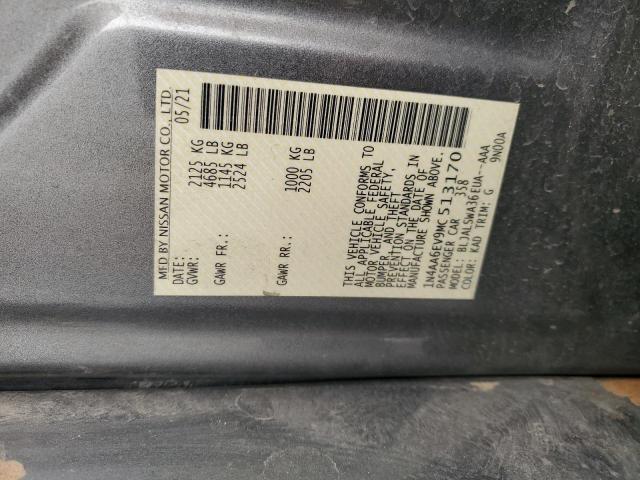 MED BY NISSAN MOTOR CO., LTD.
DATE: 05/21
GVWR: 2125 KG
4685 LB
GAWR FR.: 1145 KG
2524 LB
GAWR RR.: 1000 KG
2205 LB
THIS VEHICLE CONFORMS TO
ALL APPLICABLE FEDERAL
MOTOR VEHICLE SAFETY,
BUMPER, AND THEFT
PREVENTION STANDARDS IN
EFFECT ON THE DATE OF
MANUFACTURE SHOWN ABOVE.
1N4AA6EV9MC513170
PASSENGER CAR 358
MODEL: BLJALSWA36EUA--AAA
COLOR: KAD TRIM: G 9N00A